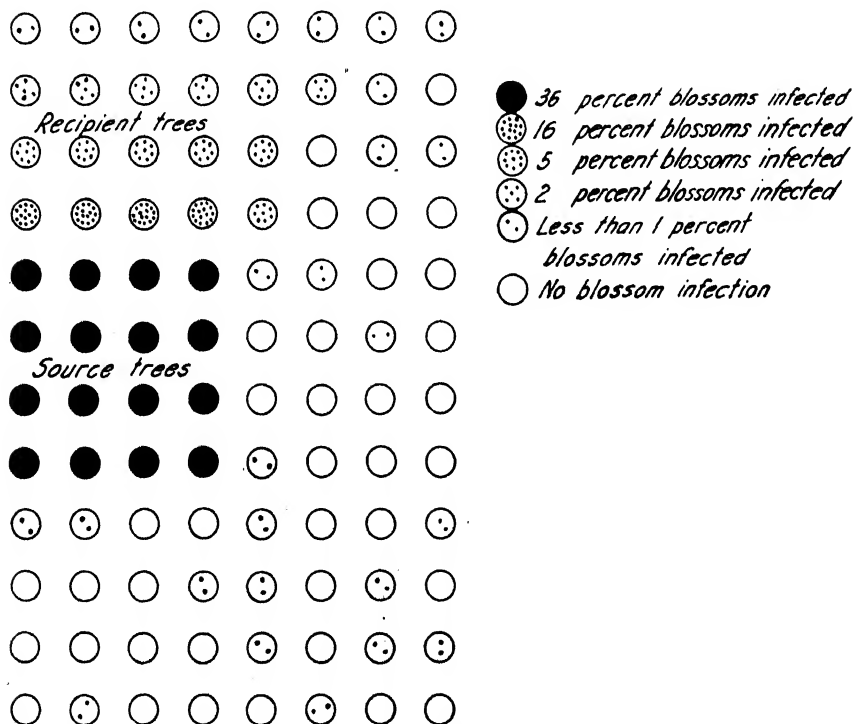 Recipient trees
Source trees
36 percent blossoms infected
16 percent blossoms infected
5 percent blossoms infected
2 percent blossoms infected
Less than 1 percent
blossoms infected
No blossom infection